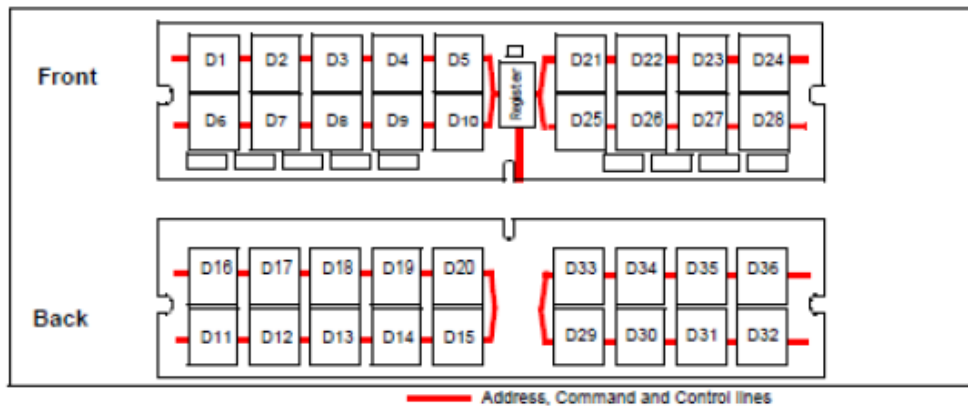 D1 D2 D3 D4 D5 D21 D22 D23 D24
Front
Register
D6 D7 D8 D9 D10 D25 D26 D27 D28
D16 D17 D18 D19 D20 D33 D34 D35 D36
Back
D11 D12 D13 D14 D15 D29 D30 D31 D32
Address, Command and Control lines